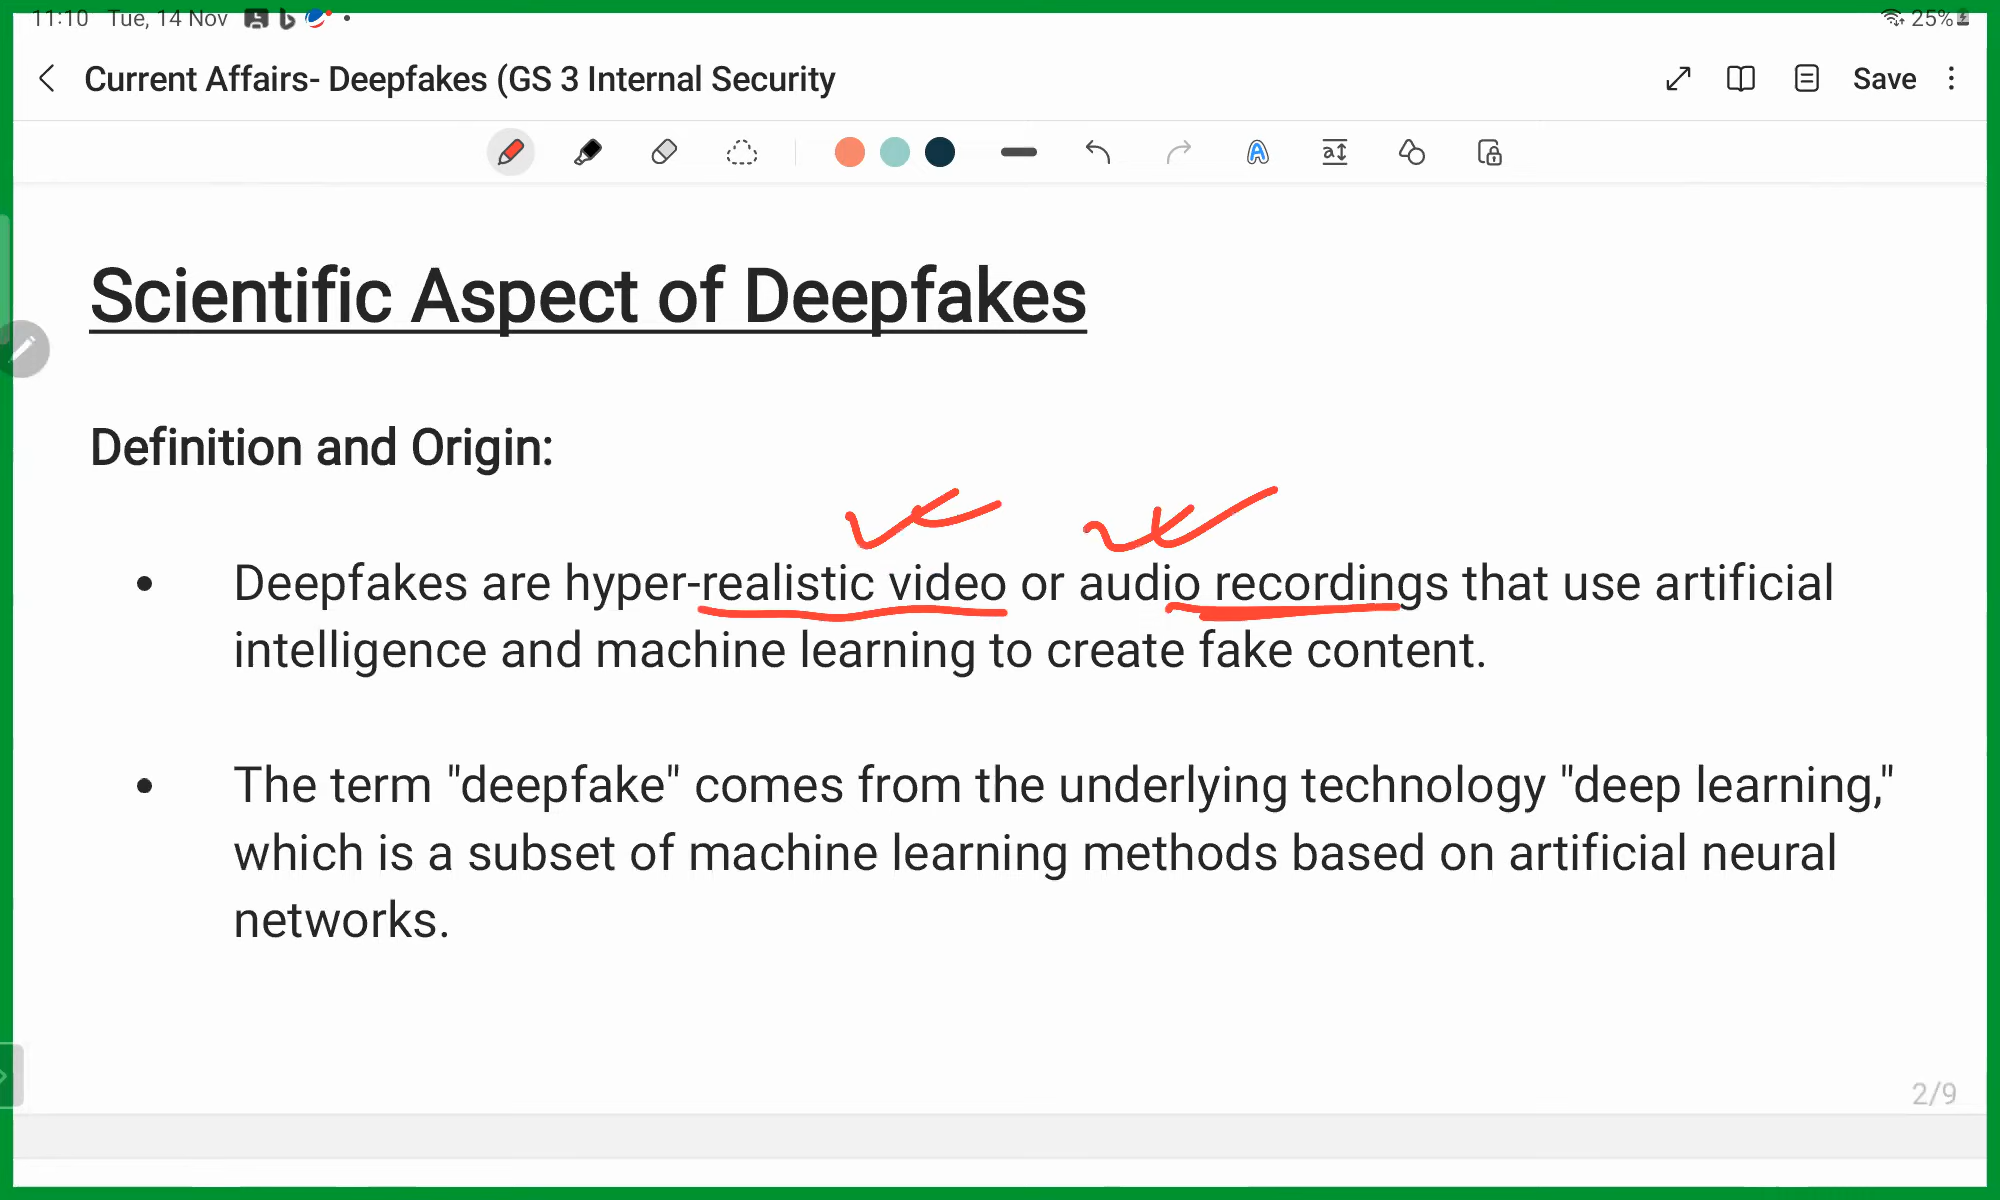 11:10 Tue, 14 Nov
25%
Current Affairs- Deepfakes (GS 3 Internal Security
Save
Scientific Aspect of Deepfakes
Definition and Origin:
• Deepfakes are hyper-realistic video or audio recordings that use artificial
intelligence and machine learning to create fake content.
• The term "deepfake" comes from the underlying technology "deep learning,"
which is a subset of machine learning methods based on artificial neural
networks.
2/9